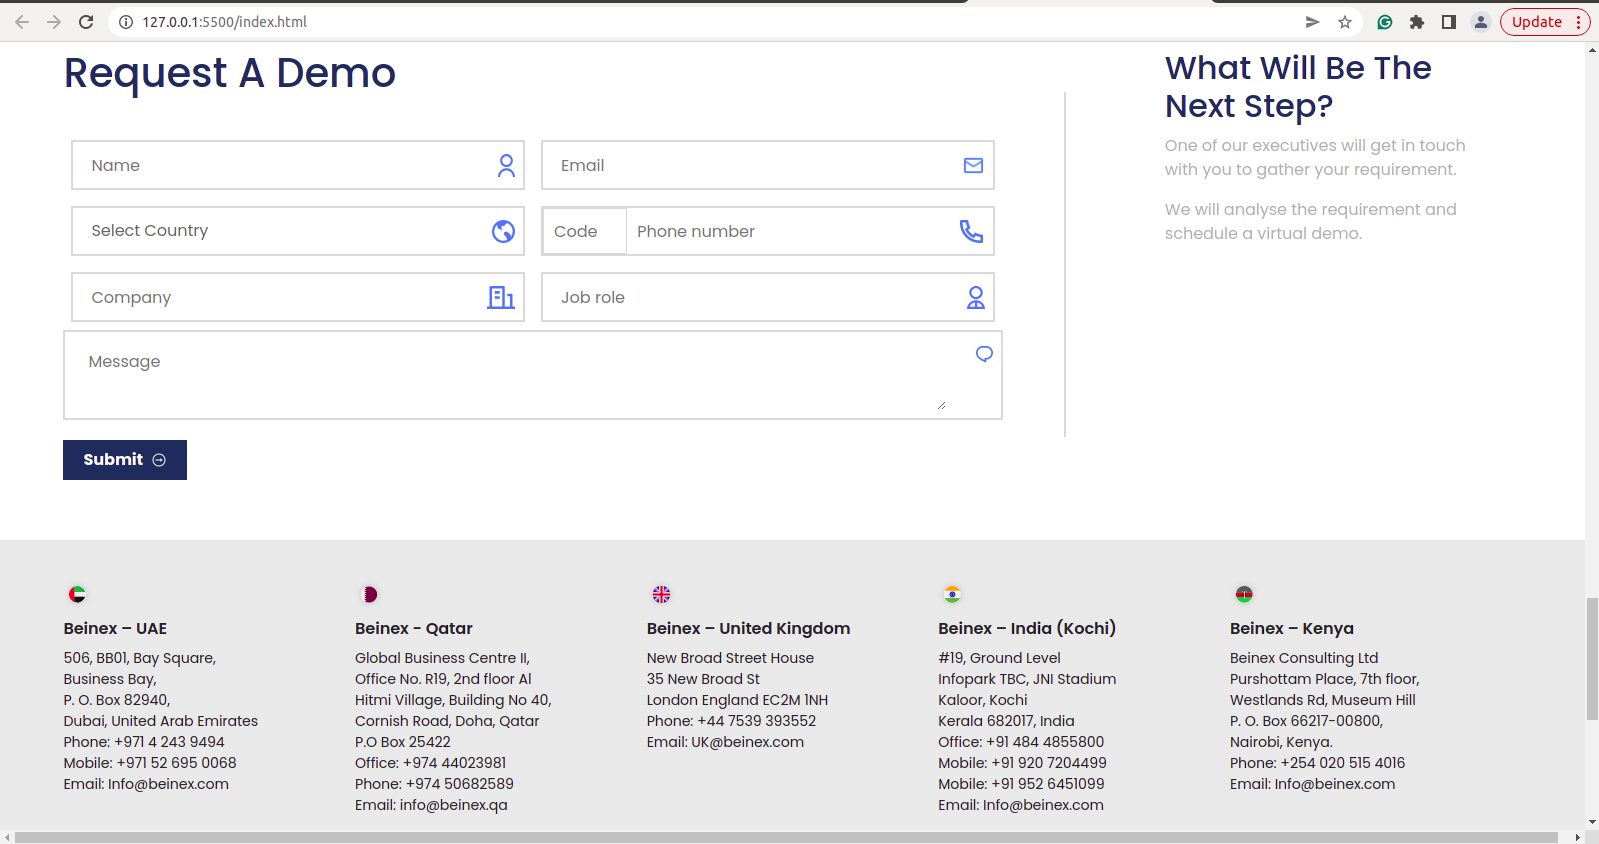 127.0.0.1:5500/index.html
Update
Request A Demo
Name
Email
Select Country
Code
Phone number
Company
Job role
Message
Submit
What Will Be The
Next Step?
One of our executives will get in touch
with you to gather your requirement.
We will analyse the requirement and
schedule a virtual demo.
Beinex – UAE
506, BB01, Bay Square,
Business Bay,
P. O. Box 82940,
Dubai, United Arab Emirates
Phone: +971 4 243 9494
Mobile: +971 52 695 0068
Email: Info@beinex.com
Beinex - Qatar
Global Business Centre II,
Office No. R19, 2nd floor Al
Hitmi Village, Building No 40,
Cornish Road, Doha, Qatar
P.O Box 25422
Office: +974 44023981
Phone: +974 50682589
Email: info@beinex.qa
Beinex – United Kingdom
New Broad Street House
35 New Broad St
London England EC2M 1NH
Phone: +44 7539 393552
Email: UK@beinex.com
Beinex – India (Kochi)
#19, Ground Level
Infopark TBC, JNI Stadium
Kaloor, Kochi
Kerala 682017, India
Office: +91 484 4855800
Mobile: +91 920 7204499
Mobile: +91 952 6451099
Email: Info@beinex.com
Beinex – Kenya
Beinex Consulting Ltd
Purshottam Place, 7th floor,
Westlands Rd, Museum Hill
P. O. Box 66217-00800,
Nairobi, Kenya.
Phone: +254 020 515 4016
Email: Info@beinex.com